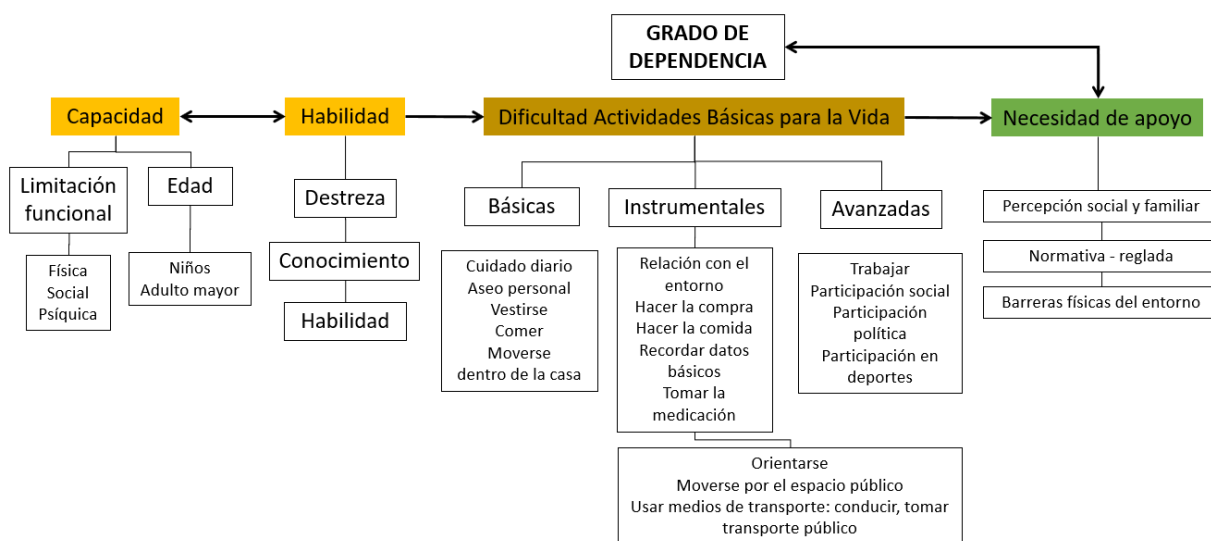 GRADO DE
DEPENDENCIA
Capacidad
Habilidad
Dificultad Actividades Básicas para la Vida
Necesidad de apoyo
Limitación
funcional
Edad
Física
Social
Psíquica
Niños
Adulto mayor
Destreza
Conocimiento
Habilidad
Básicas
Instrumentales
Avanzadas
Cuidado diario
Aseo personal
Vestirse
Comer
Moverse
dentro de la casa
Relación con el
entorno
Hacer la compra
Hacer la comida
Recordar datos
básicos
Tomar la
medicación
Trabajar
Participación social
Participación
política
Participación en
deportes
Orientarse
Moverse por el espacio público
Usar medios de transporte: conducir, tomar
transporte público
Percepción social y familiar
Normativa - reglada
Barreras físicas del entorno